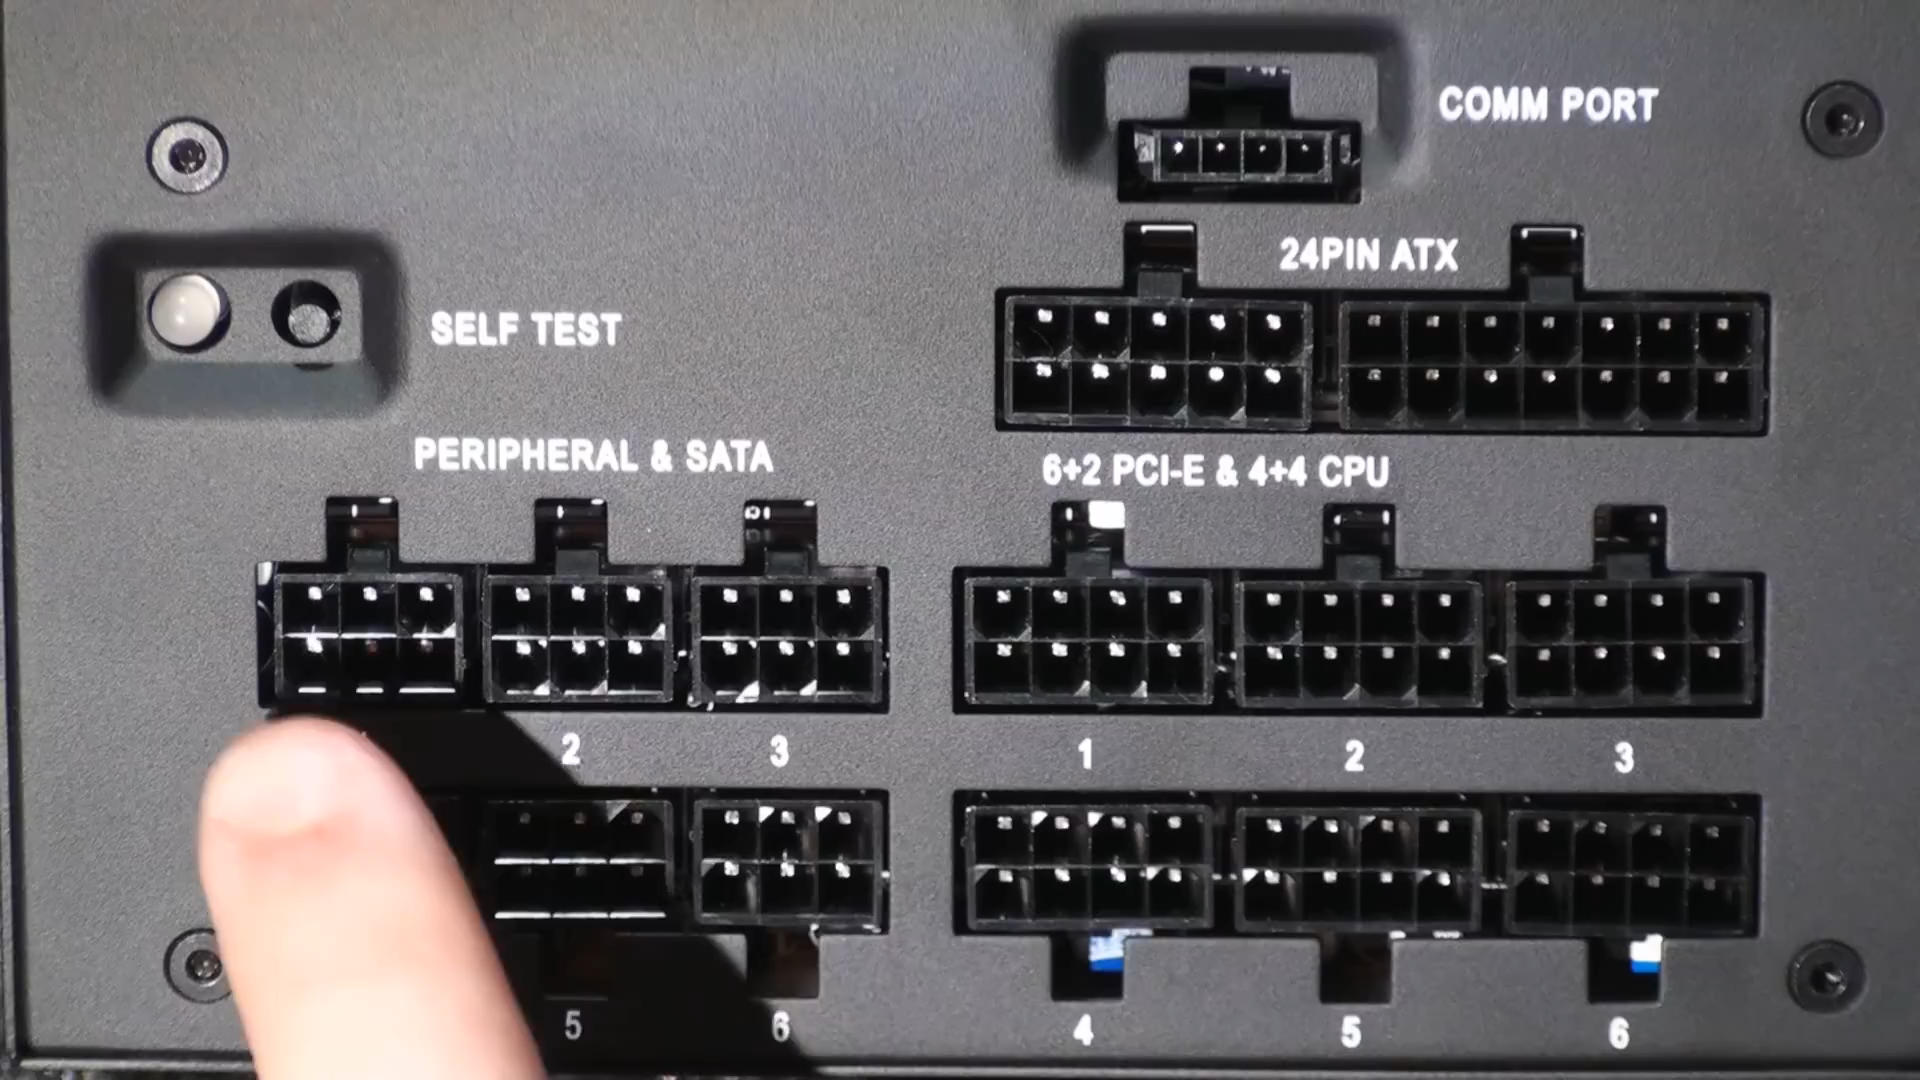 COMM PORT
24PIN ATX
SELF TEST
PERIPHERAL & SATA
6+2 PCI-E & 4+4 CPU
2 3 1 2 3
5 6 4 5 6